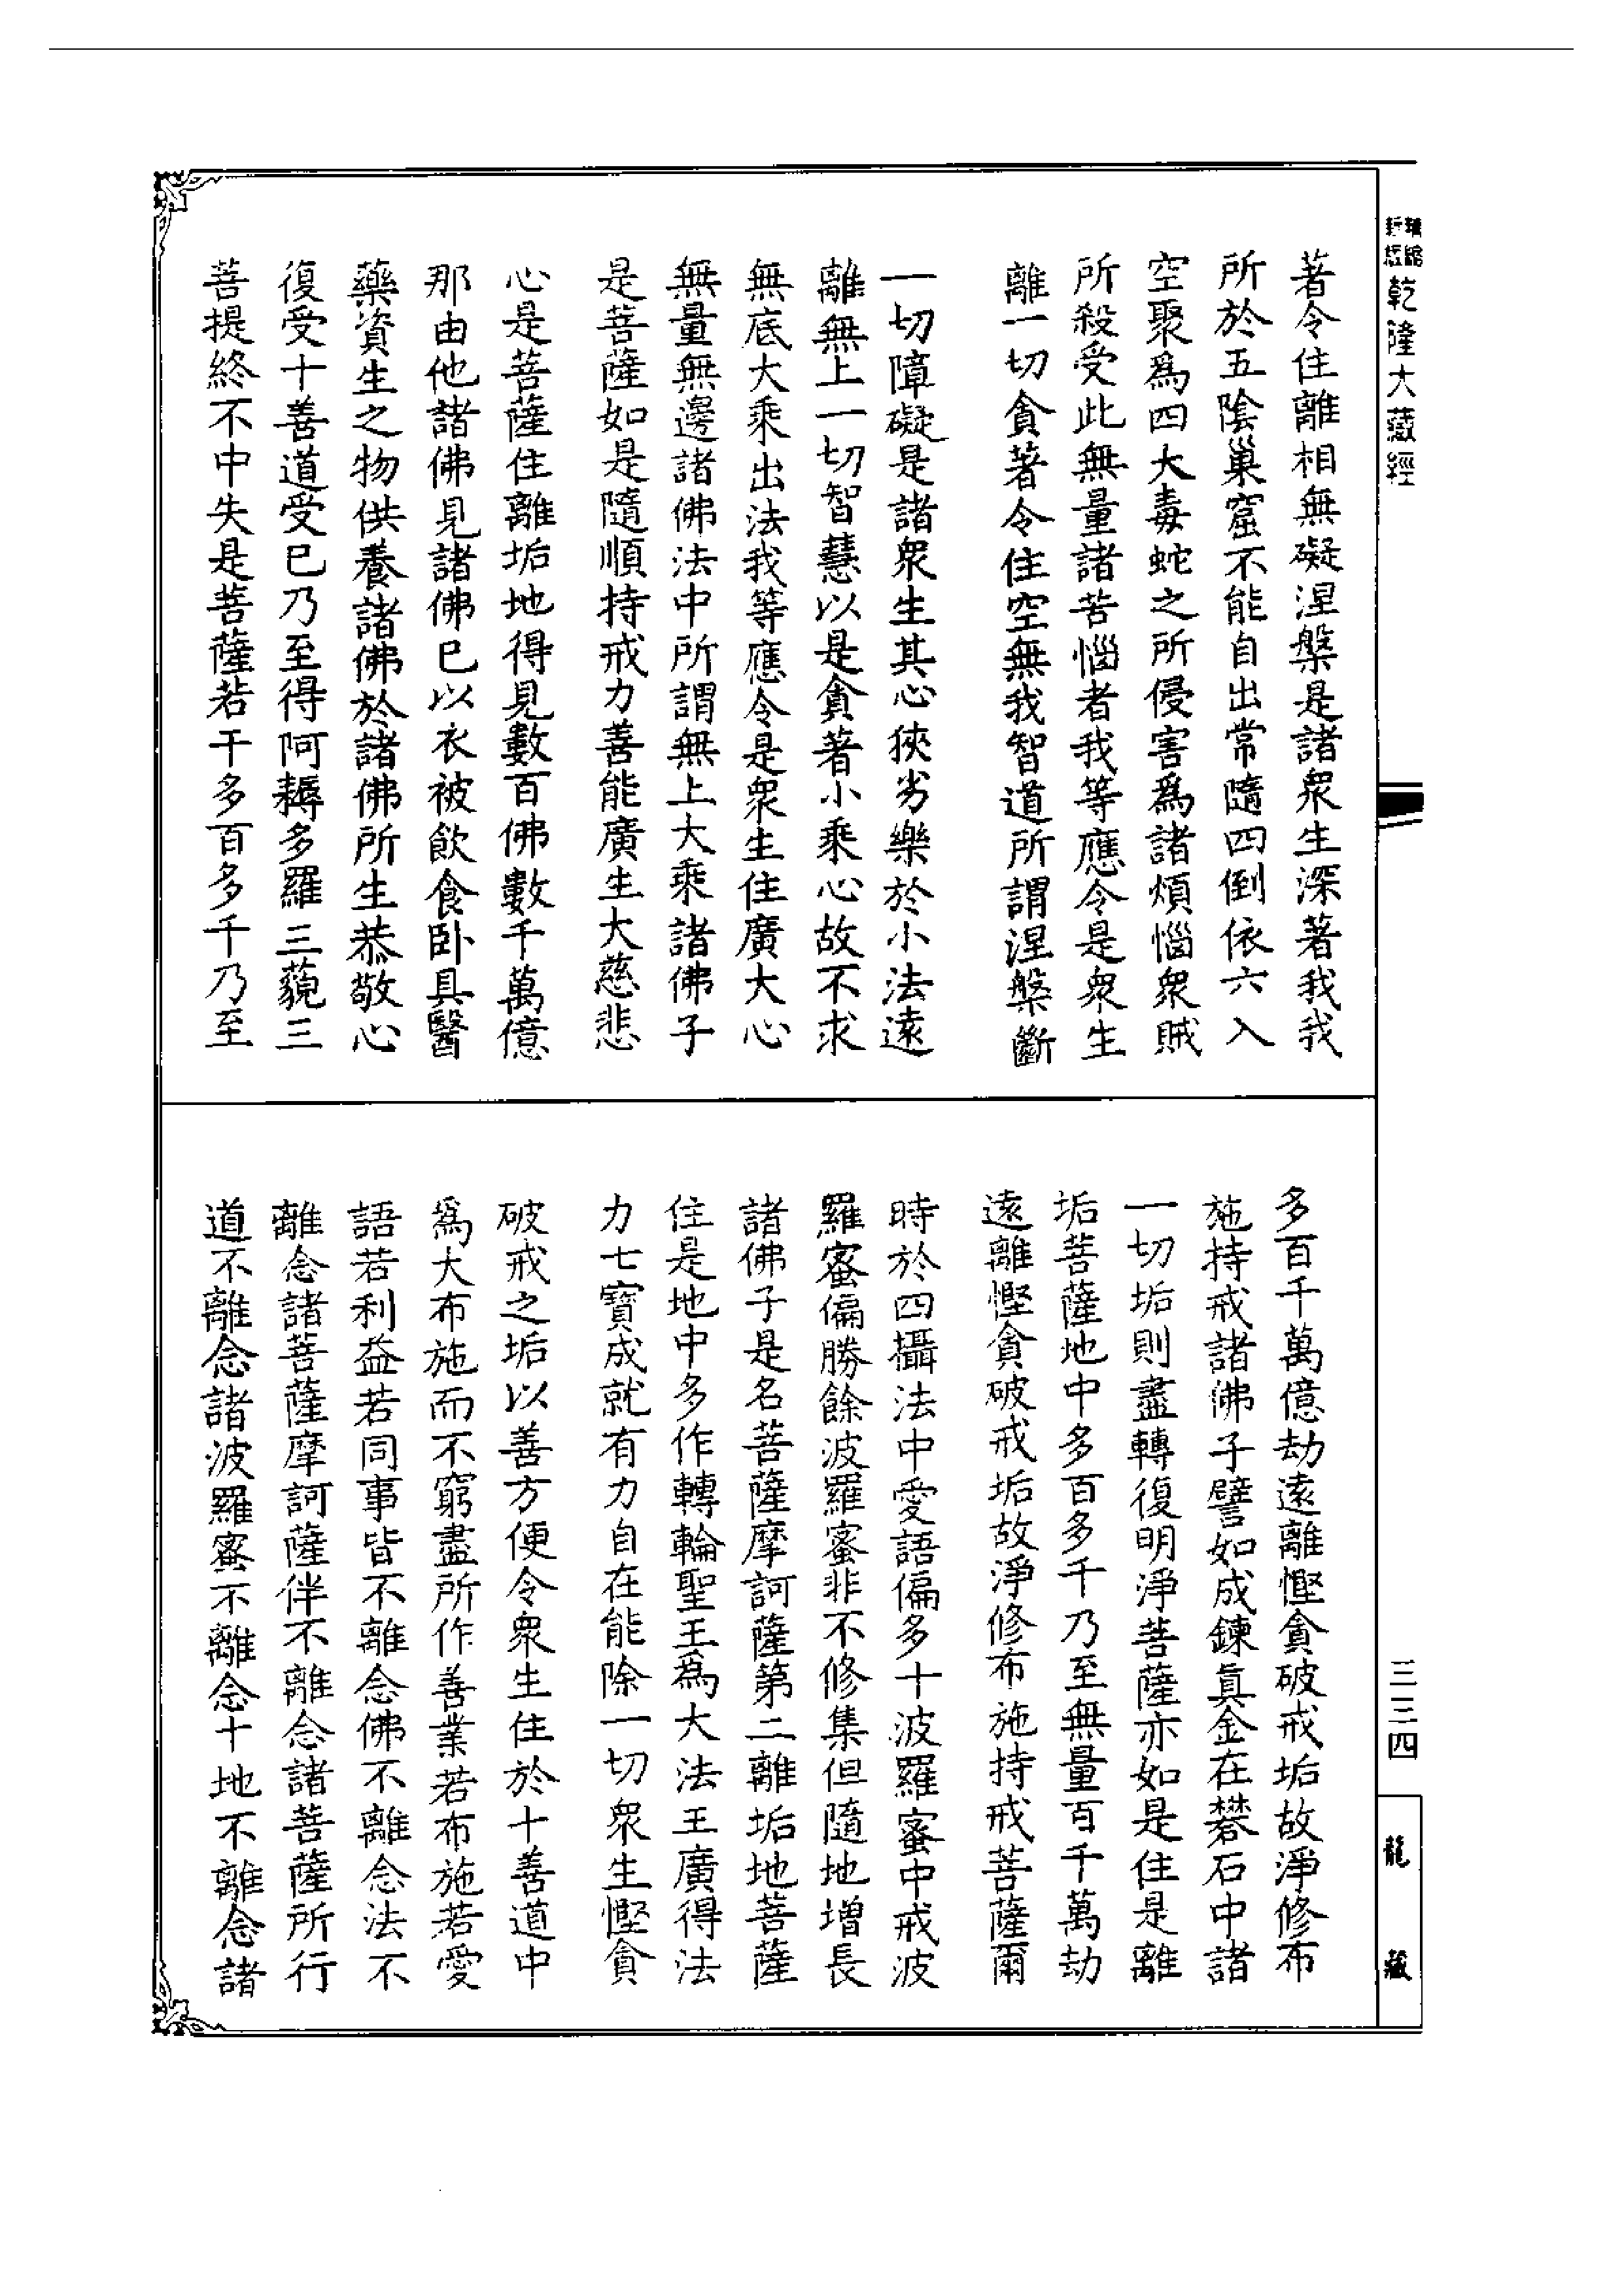 乾隆大藏經
著令住離相無礙涅槃是諸衆生深著我我
所於五陰巢窟不能自出常隨四倒依六入
空聚爲四大毒蛇之所侵害爲諸煩惱衆賊
所殺受此無量諸苦惱者我等應令是衆生
離一切貪著令住空無我智道所謂涅槃斷
一切障礙是諸衆生其心狹劣樂於小法遠
離無上一切智慧以是貪著小乘心故不求
無底大乘出法我等應令是衆生住廣大心
無量無邊諸佛法中所謂無上大乘諸佛子
是菩薩如是隨順持戒力善能廣生大慈悲
心是菩薩住離垢地得見數百佛數千萬億
那由他諸佛見諸佛已以衣被飲食卧具醫
藥資生之物供養諸佛於諸佛所生恭敬心
復受十善道受已乃至得阿耨多羅三藐三
菩提終不中失是菩薩若干多百多千乃至
多百千萬億劫遠離慳貪破戒垢故淨修布
施持戒諸佛子譬如成鍊真金在礬石中諸
一切垢則盡轉復明淨菩薩亦如是住是離
垢菩薩地中多百多千乃至無量百千萬劫
遠離慳貪破戒垢故淨修布施持戒菩薩爾
時於四攝法中愛語偏多十波羅蜜中戒波
羅蜜偏勝餘波羅蜜非不修集但隨地增長
諸佛子是名菩薩摩訶薩第二離垢地菩薩
住是地中多作轉輪聖王爲大法王廣得法
力七寶成就有力自在能除一切衆生慳貪
破戒之垢以善方便令衆生住於十善道中
爲大布施而不窮盡所作善業若布施若愛
語若利益若同事皆不離念佛不離念法不
離念諸菩薩摩訶薩伴不離念諸菩薩所行
道不離念諸波羅蜜不離念十地不離念諸
三三四
龍藏